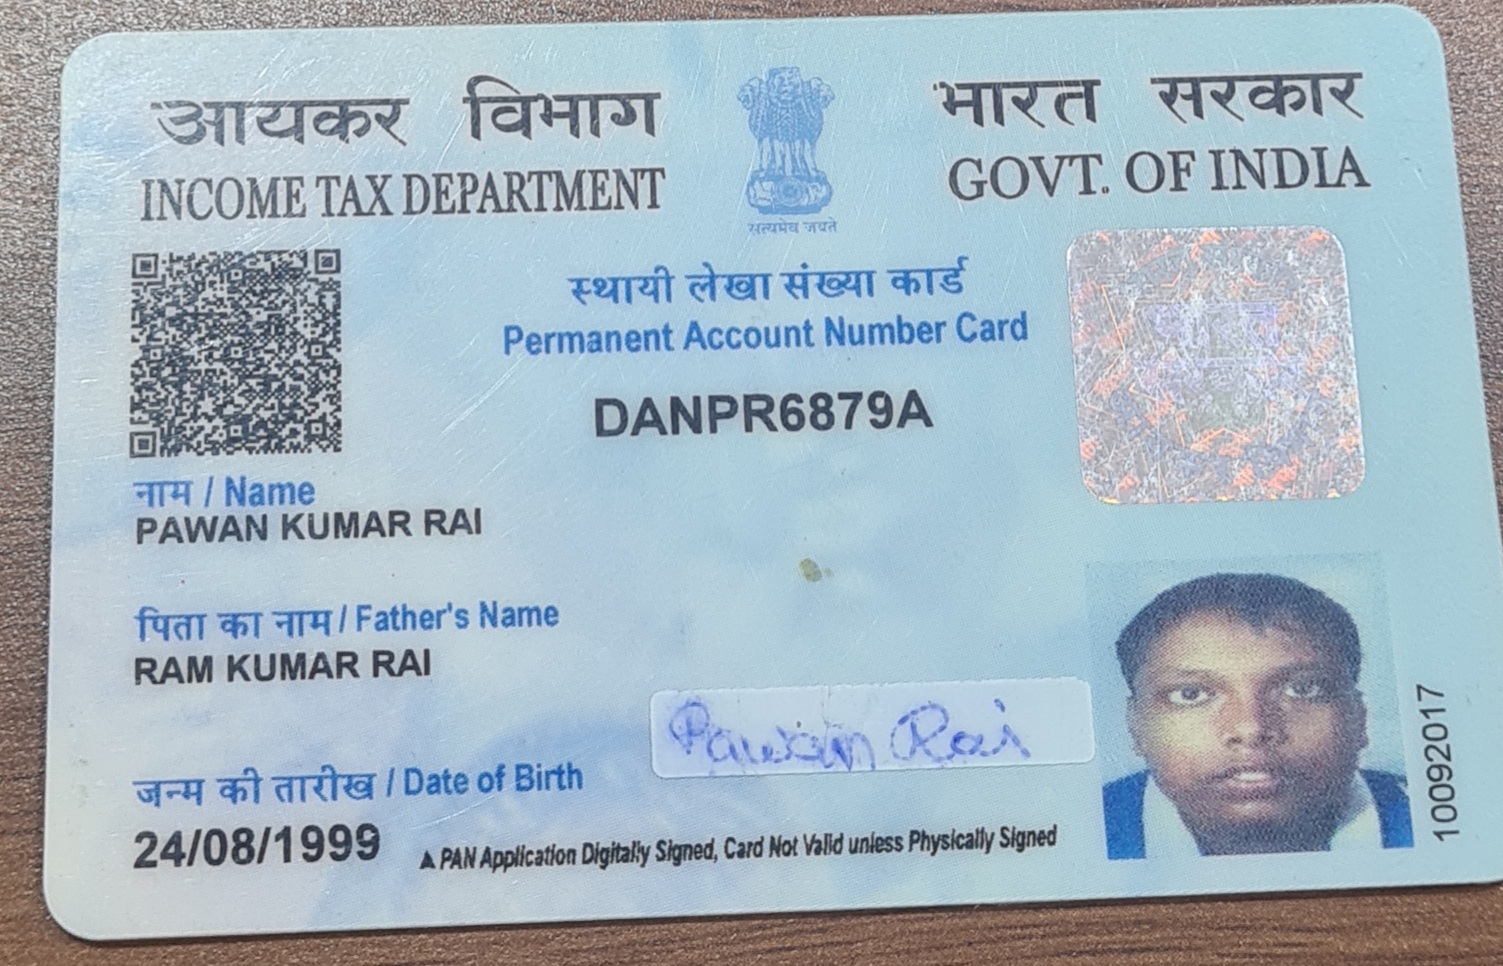 आयकर विभाग
INCOME TAX DEPARTMENT
भारत सरकार
GOVT. OF INDIA
सत्यमेव जयते
स्थायी लेखा संख्या कार्ड
Permanent Account Number Card
DANPR6879A
नाम / Name
PAWAN KUMAR RAI
पिता का नाम / Father's Name
RAM KUMAR RAI
Pawan Rai
जन्म की तारीख / Date of Birth
24/08/1999
▲ PAN Application Digitally Signed, Card Not Valid unless Physically Signed
10092017